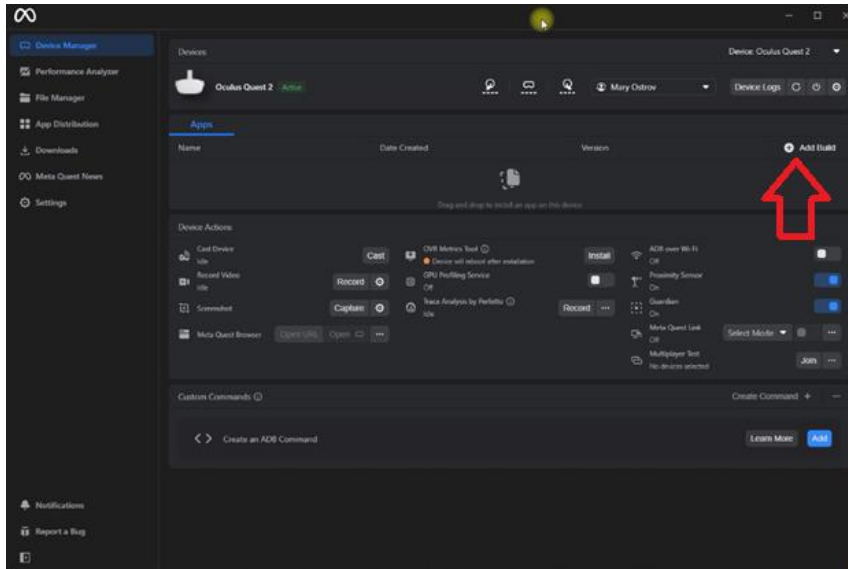 Device Manager
Performance Analyzer
File Manager
App Distribution
Downloads
Meta Quest News
Settings
Notifications
Report a Bug
Devices
Device: Oculus Quest 2
Oculus Quest 2 Active
Mary Ostrov
Device Logs
Apps
Name Date Created Version Add Build
Drag and drop to install an app on this device
Device Actions
Cast Device
Idle
Cast
Record Video
Idle
Record
Screenshot
Capture
Meta Quest Browser
Open URL Open
OVR Metrics Tool
Device will reboot after installation
Install
GPU Profiling Service
Off
Trace Analysis by Perfetto
Idle
Record
ADB over Wi-Fi
Off
Proximity Sensor
On
Guardian
On
Meta Quest Link
Off
Select Mode
Multiplayer Test
No devices selected
Join
Custom Commands
Create Command +
Create an ADB Command
Learn More
Add